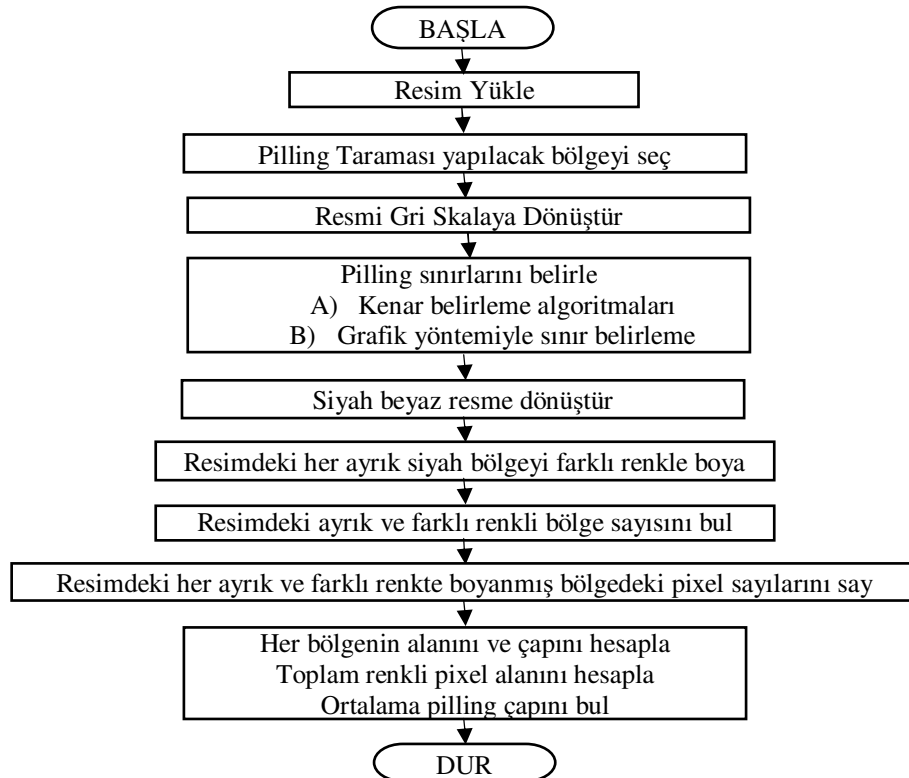 BAŞLA
Resim Yükle
Pilling Taraması yapılacak bölgeyi seç
Resmi Gri Skalaya Dönüştür
Pilling sınırlarını belirle
A) Kenar belirleme algoritmaları
B) Grafik yöntemiyle sınır belirleme
Siyah beyaz resme dönüştür
Resimdeki her ayrık siyah bölgeyi farklı renkle boya
Resimdeki ayrık ve farklı renkli bölge sayısını bul
Resimdeki her ayrık ve farklı renkte boyanmış bölgedeki pixel sayılarını say
Her bölgenin alanını ve çapını hesapla
Toplam renkli pixel alanını hesapla
Ortalama pilling çapını bul
DUR